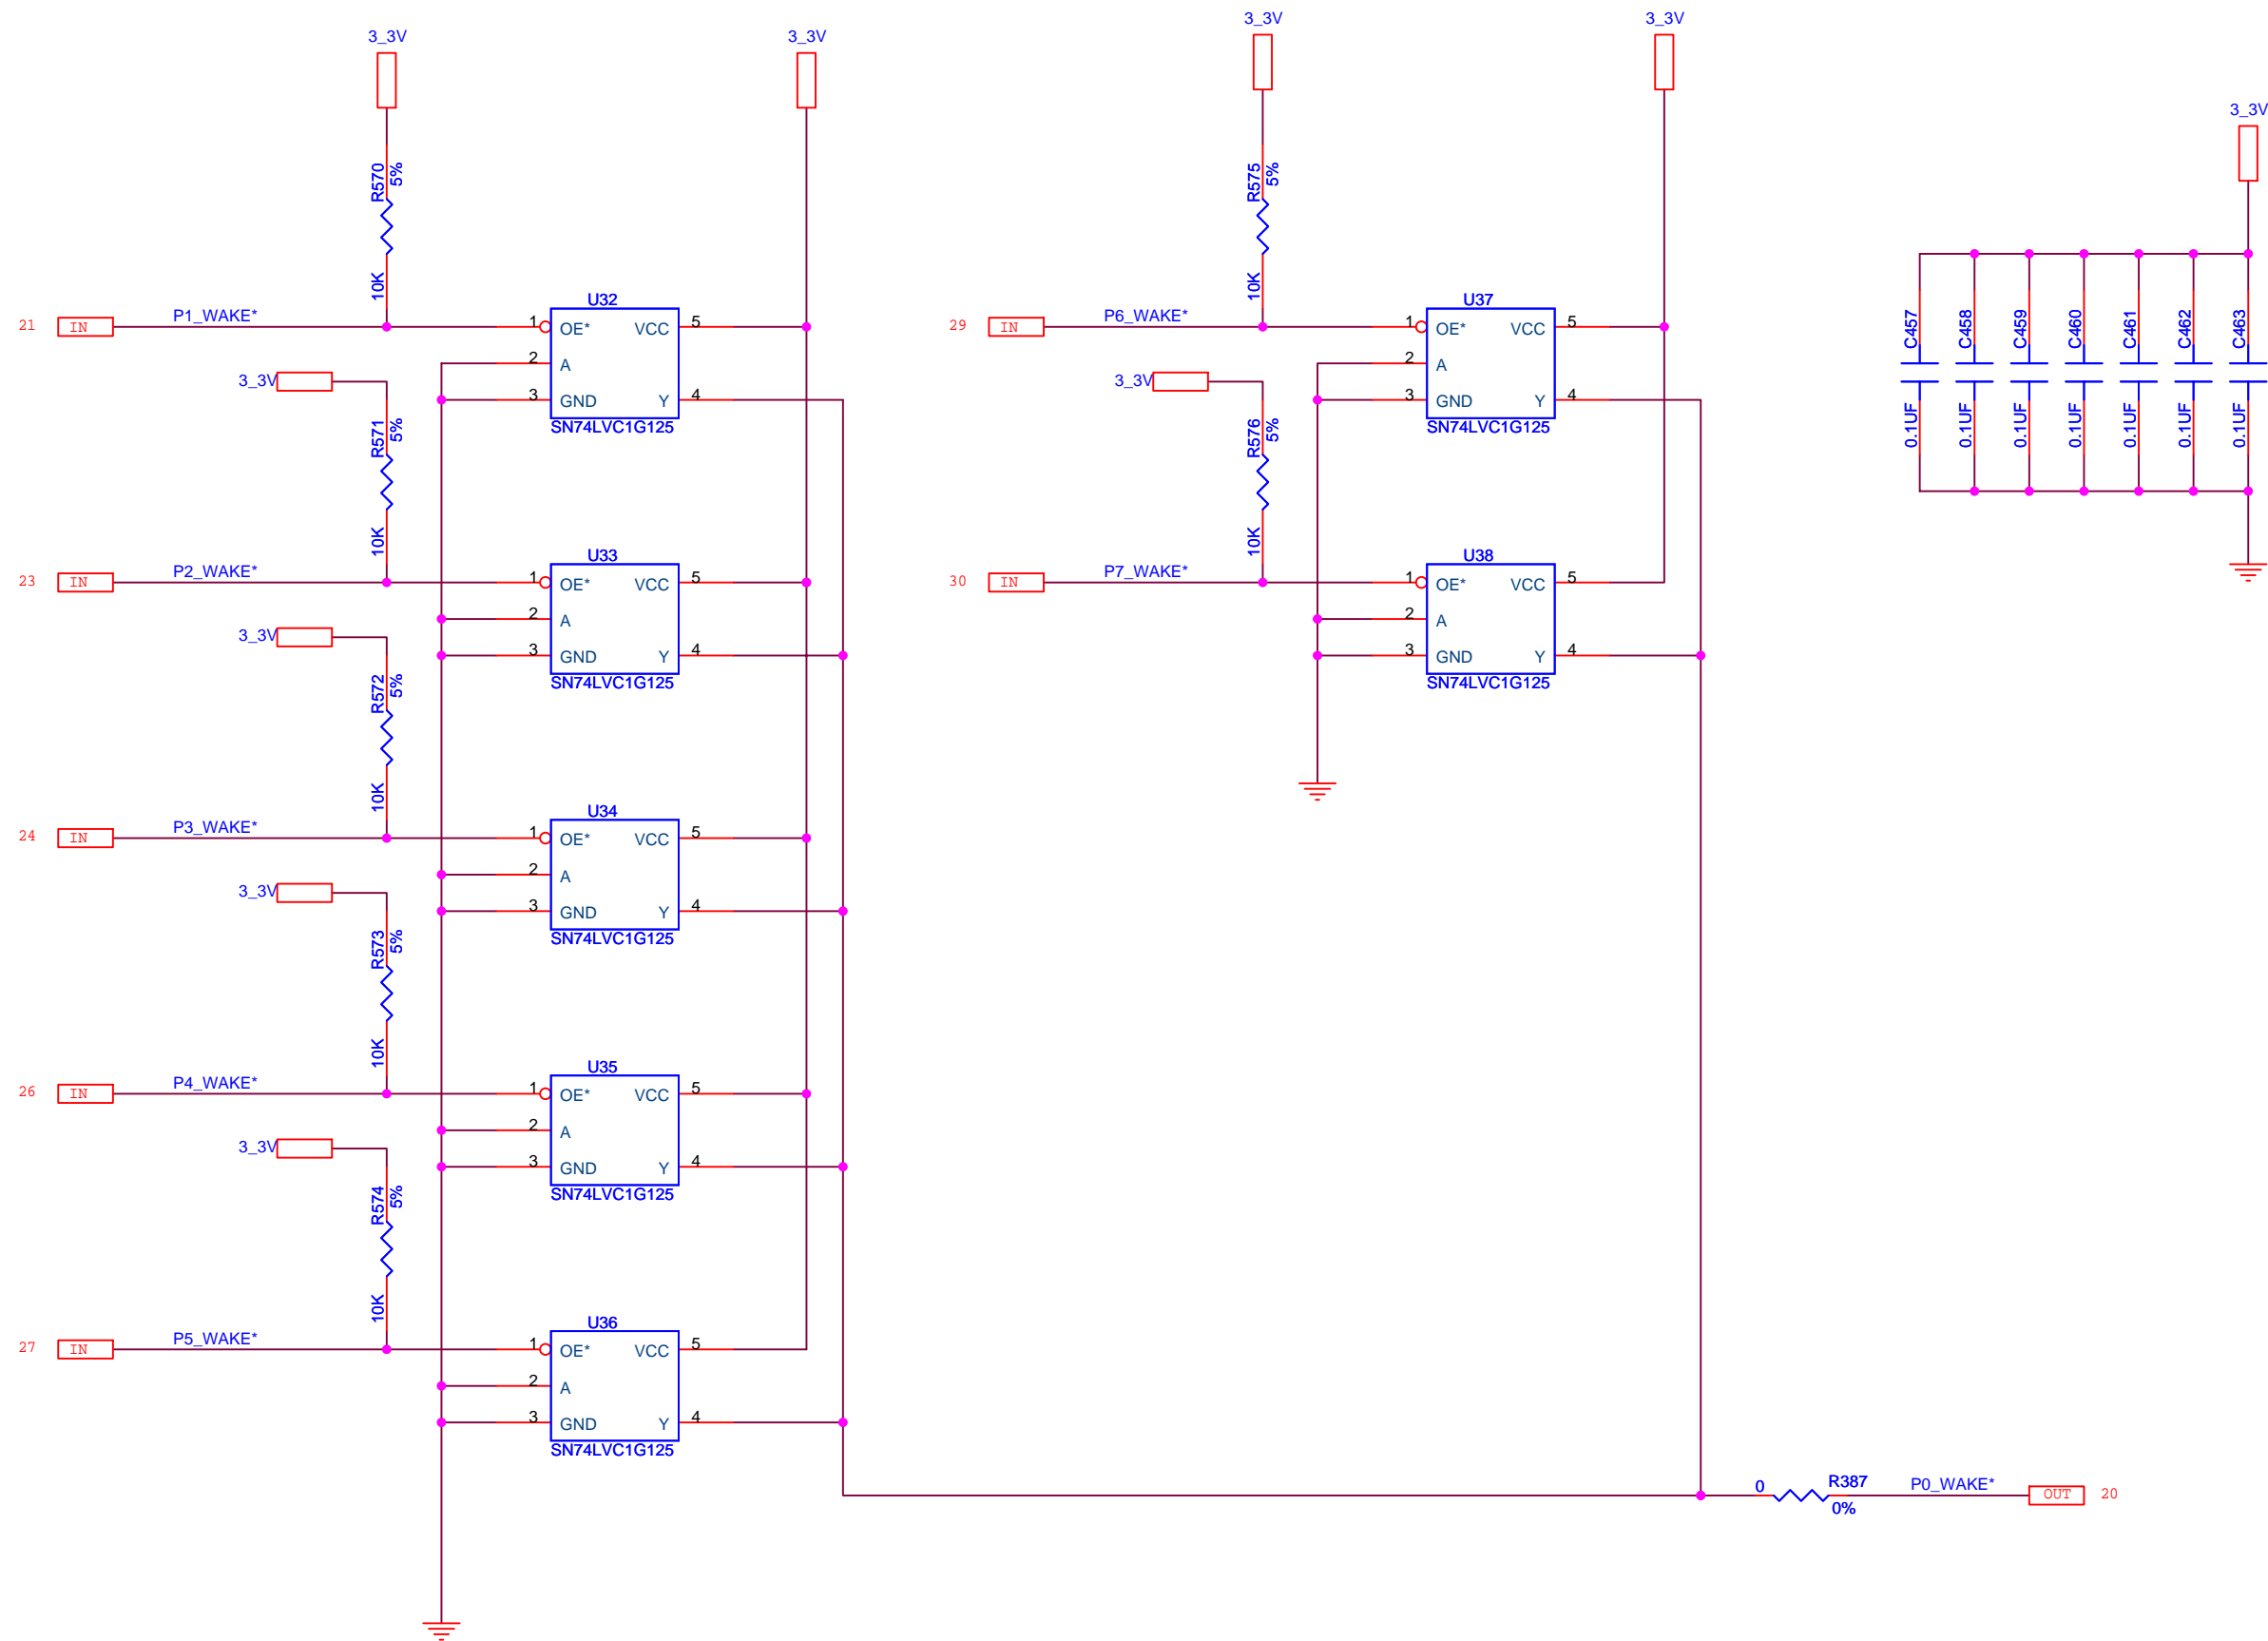 3_3V
3_3V
3_3V
3_3V
3_3V
R570
5%
10K
R575
5%
10K
21 IN P1_WAKE*
U32
1 OE* VCC 5
2 A
3 GND Y 4
SN74LVC1G125
29 IN P6_WAKE*
U37
1 OE* VCC 5
2 A
3 GND Y 4
SN74LVC1G125
C457
0.1UF
C458
0.1UF
C459
0.1UF
C460
0.1UF
C461
0.1UF
C462
0.1UF
C463
0.1UF
3_3V
R571
5%
10K
3_3V
R576
5%
10K
23 IN P2_WAKE*
U33
1 OE* VCC 5
2 A
3 GND Y 4
SN74LVC1G125
30 IN P7_WAKE*
U38
1 OE* VCC 5
2 A
3 GND Y 4
SN74LVC1G125
3_3V
R572
5%
10K
24 IN P3_WAKE*
U34
1 OE* VCC 5
2 A
3 GND Y 4
SN74LVC1G125
3_3V
R573
5%
10K
26 IN P4_WAKE*
U35
1 OE* VCC 5
2 A
3 GND Y 4
SN74LVC1G125
3_3V
R574
5%
10K
27 IN P5_WAKE*
U36
1 OE* VCC 5
2 A
3 GND Y 4
SN74LVC1G125
0 R387 P0_WAKE* OUT 20
0%